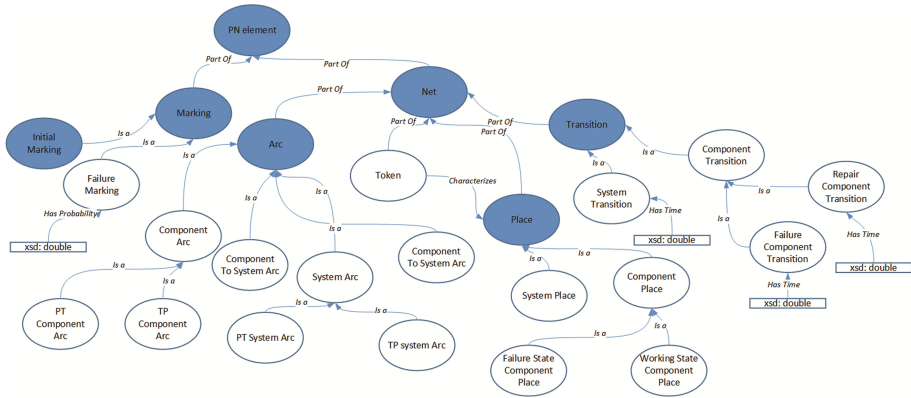 PN element
Part Of
Part Of
Marking
Net
Part Of
Initial
Marking
Is a
Is a
Arc
Is a
Part Of
Part Of
Transition
Failure
Marking
Has Probability
xsd: double
Token
Characterizes
Place
Is a
Is a
Component
Transition
System
Transition
Has Time
xsd: double
Is a
Is a
Repair
Component
Transition
Has Time
xsd: double
Failure
Component
Transition
Has Time
xsd: double
Component
Arc
Is a
Is a
PT
Component
Arc
TP
Component
Arc
Is a
Is a
Is a
Component
To System Arc
System Arc
Component
To System Arc
Is a
Is a
PT System Arc
TP system Arc
Is a
Is a
System Place
Component
Place
Is a
Is a
Failure State
Component
Place
Working State
Component
Place